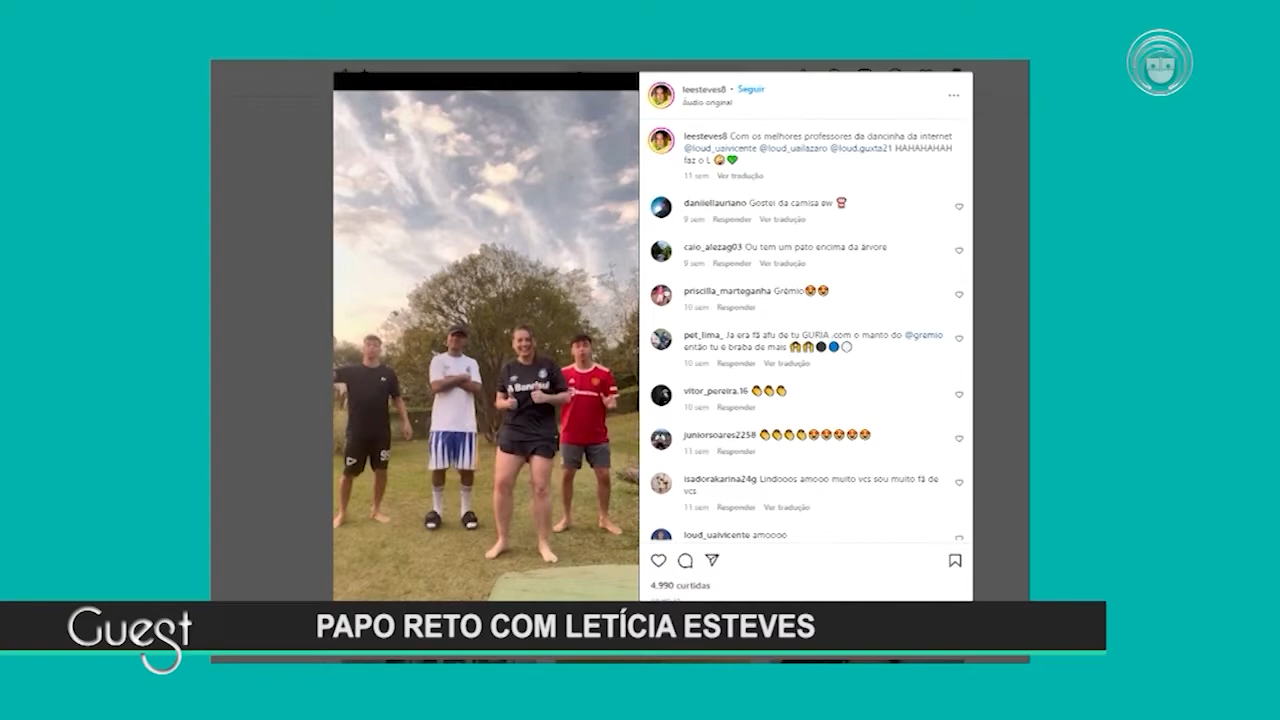 leesteves8 • Seguir
Áudio original
leesteves8 Com os melhores professores da dancinha da internet
@loud_uaivicente @loud_uailazaro @loud.guxta21 HAHAHAHAH
faz o L 🤪💚
11 sem Ver tradução
daniellauriano Gostei da camisa ew
9 sem Responder Ver tradução
caio_alezag03 Ou tem um pato encima da árvore
9 sem Responder Ver tradução
priscilla_marteganha Grêmio😍😍
10 sem Responder
pet_lima_ Ja era fã afu de tu GURIA .com o manto do @gremio
então tu é braba de mais 🙌🙌⚫🔵⚪
10 sem Responder Ver tradução
vitor_pereira.16 👏👏👏
10 sem Responder
juniorsoares2258 👏👏👏👏😍😍😍😍😍
11 sem Responder
isadorakarina24g Lindooos amooo muito vcs sou muito fã de
vcs
11 sem Responder Ver tradução
loud_uaivicente amoooo
4.990 curtidas
Banrisul
Guest
PAPO RETO COM LETÍCIA ESTEVES